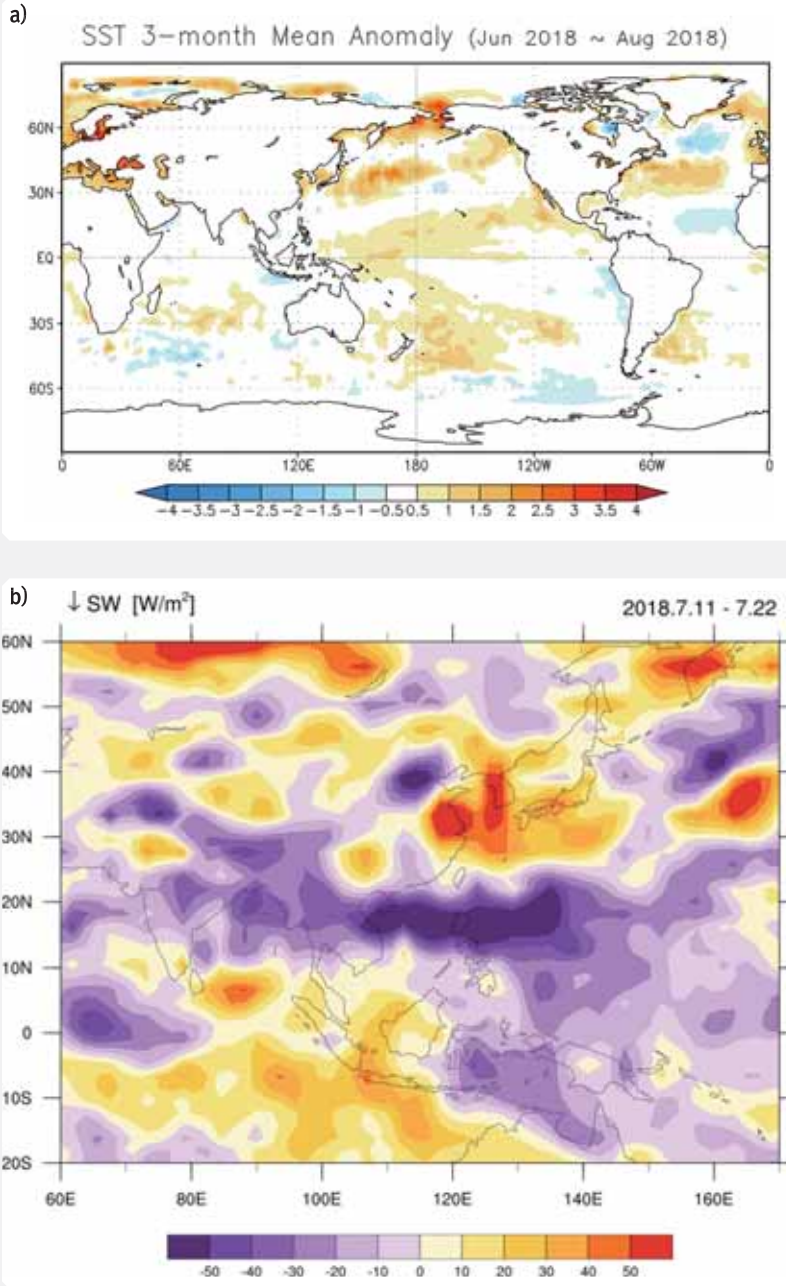 a)
SST 3-month Mean Anomaly (Jun 2018 ~ Aug 2018)
60N
30N
EQ
30S
60S
0 60E 120E 180 120W 60W 0
-4 -3.5 -3 -2.5 -2 -1.5 -1 -0.5 0.5 1 1.5 2 2.5 3 3.5 4
b)
↓ SW [W/m²] 2018.7.11 - 7.22
60N
50N
40N
30N
20N
10N
0
10S
20S
60E 80E 100E 120E 140E 160E
-50 -40 -30 -20 -10 0 10 20 30 40 50